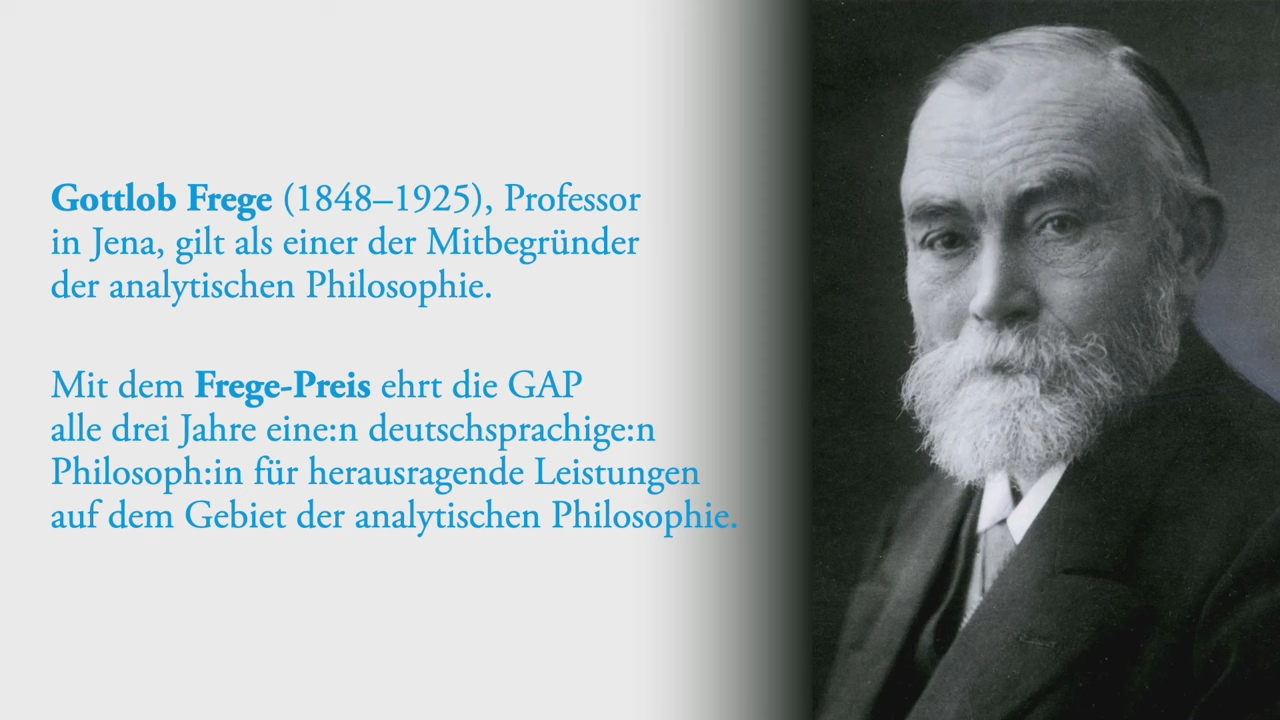 Gottlob Frege (1848–1925), Professor
in Jena, gilt als einer der Mitbegründer
der analytischen Philosophie.
Mit dem Frege-Preis ehrt die GAP
alle drei Jahre eine:n deutschsprachige:n
Philosoph:in für herausragende Leistungen
auf dem Gebiet der analytischen Philosophie.